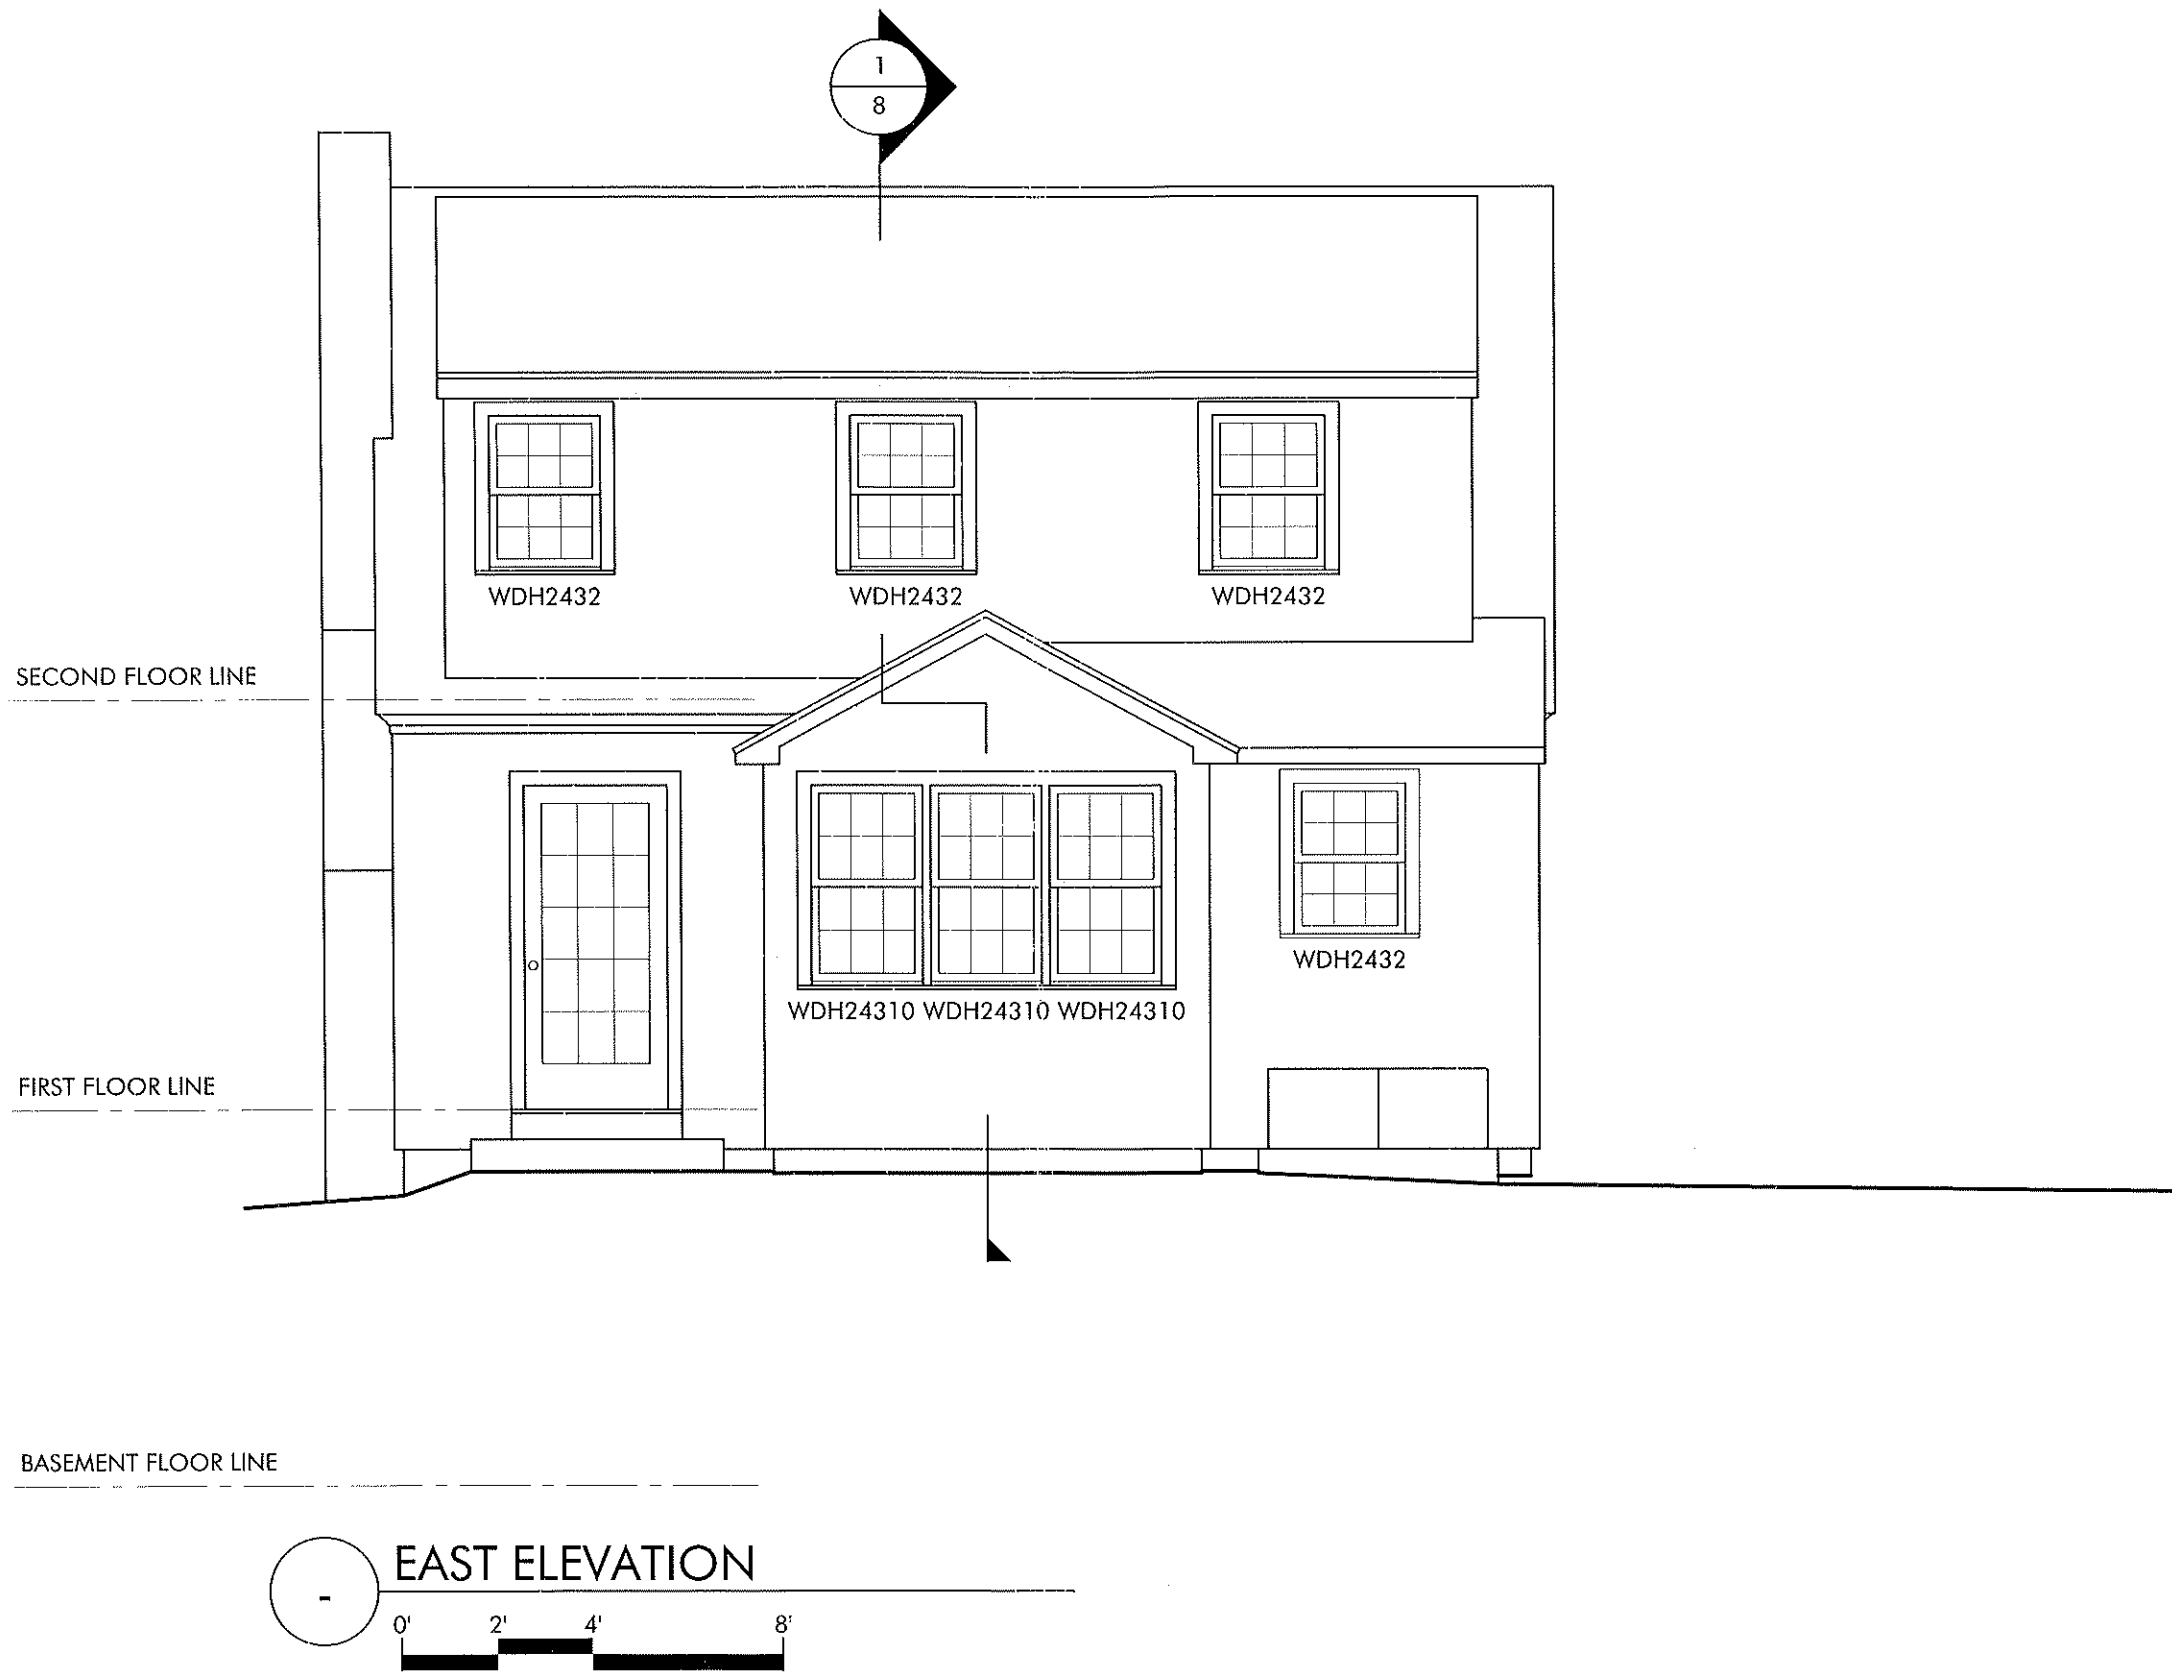 1
8
WDH2432 WDH2432 WDH2432
SECOND FLOOR LINE
WDH2432
WDH24310 WDH24310 WDH24310
FIRST FLOOR LINE
BASEMENT FLOOR LINE
EAST ELEVATION
-
0' 2' 4' 8'